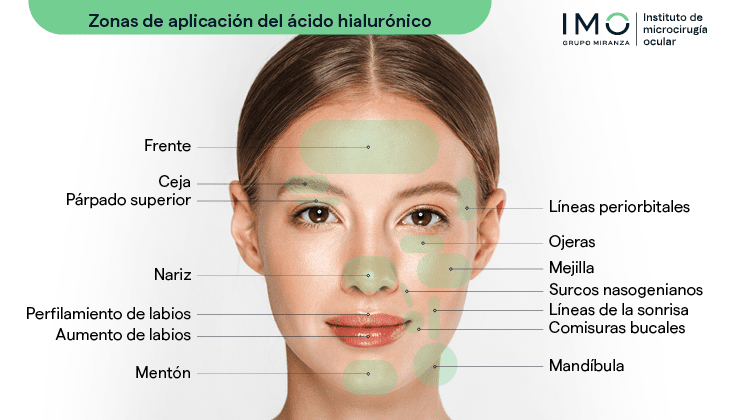 Zonas de aplicación del ácido hialurónico
IMO
GRUPO MIRANZA
Instituto de
microcirugía
ocular
Frente
Ceja
Párpado superior
Nariz
Perfilamiento de labios
Aumento de labios
Mentón
Líneas periorbitales
Ojeras
Mejilla
Surcos nasogenianos
Líneas de la sonrisa
Comisuras bucales
Mandíbula